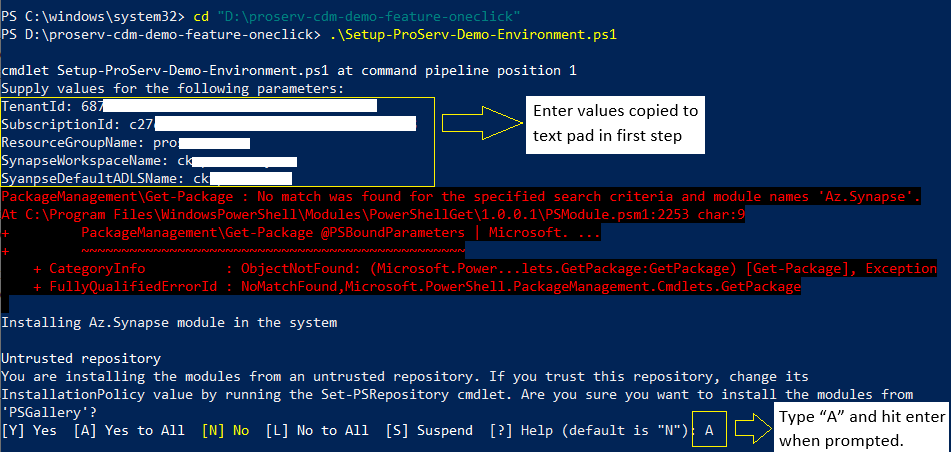 PS C:\windows\system32> cd "D:\proserv-cdm-demo-feature-oneclick"
PS D:\proserv-cdm-demo-feature-oneclick> .\Setup-ProServ-Demo-Environment.ps1
cmdlet Setup-ProServ-Demo-Environment.ps1 at command pipeline position 1
Supply values for the following parameters:
TenantId: 687
SubscriptionId: c27
ResourceGroupName: pro
SynapseWorkspaceName: ck
SyanpseDefaultADLSName: ck
Enter values copied to
text pad in first step
PackageManagement\Get-Package : No match was found for the specified search criteria and module names 'Az.Synapse'.
At C:\Program Files\WindowsPowerShell\Modules\PowerShellGet\1.0.0.1\PSModule.psm1:2253 char:9
+         PackageManagement\Get-Package @PSBoundParameters | Microsoft. ...
+         ~~~~~~~~~~~~~~~~~~~~~~~~~~~~~~~~~~~~~~~~~~~~~~~~
    + CategoryInfo          : ObjectNotFound: (Microsoft.Power...lets.GetPackage:GetPackage) [Get-Package], Exception
    + FullyQualifiedErrorId : NoMatchFound,Microsoft.PowerShell.PackageManagement.Cmdlets.GetPackage
Installing Az.Synapse module in the system
Untrusted repository
You are installing the modules from an untrusted repository. If you trust this repository, change its
InstallationPolicy value by running the Set-PSRepository cmdlet. Are you sure you want to install the modules from
'PSGallery'?
[Y] Yes  [A] Yes to All  [N] No  [L] No to All  [S] Suspend  [?] Help (default is "N"): A
Type “A” and hit enter
when prompted.